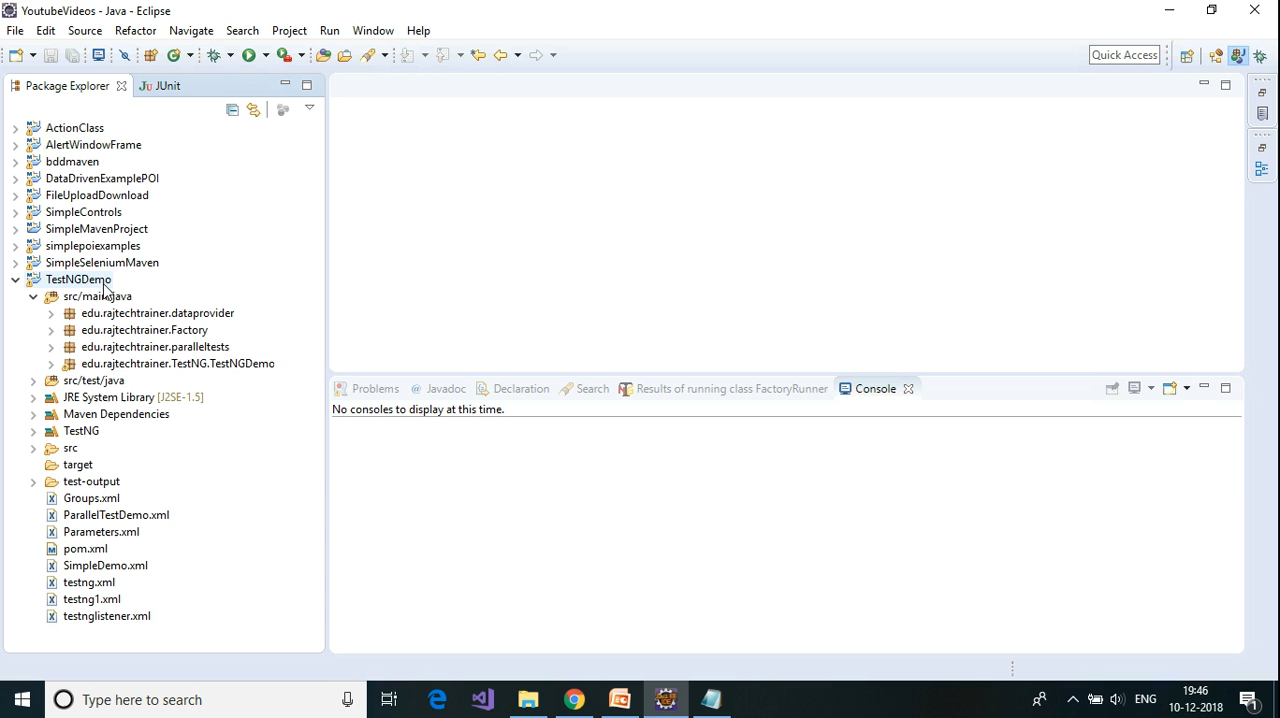 YoutubeVideos - Java - Eclipse
File Edit Source Refactor Navigate Search Project Run Window Help
Quick Access
Package Explorer JUnit
ActionClass
AlertWindowFrame
bddmaven
DataDrivenExamplePOI
FileUploadDownload
SimpleControls
SimpleMavenProject
simplepoiexamples
SimpleSeleniumMaven
TestNGDemo
src/main/java
edu.rajtechtrainer.dataprovider
edu.rajtechtrainer.Factory
edu.rajtechtrainer.paralleltests
edu.rajtechtrainer.TestNG.TestNGDemo
src/test/java
JRE System Library [J2SE-1.5]
Maven Dependencies
TestNG
src
target
test-output
Groups.xml
ParallelTestDemo.xml
Parameters.xml
pom.xml
SimpleDemo.xml
testng.xml
testng1.xml
testnglistener.xml
Problems @ Javadoc Declaration Search Results of running class FactoryRunner Console
No consoles to display at this time.
Type here to search
ENG
19:46
10-12-2018
1